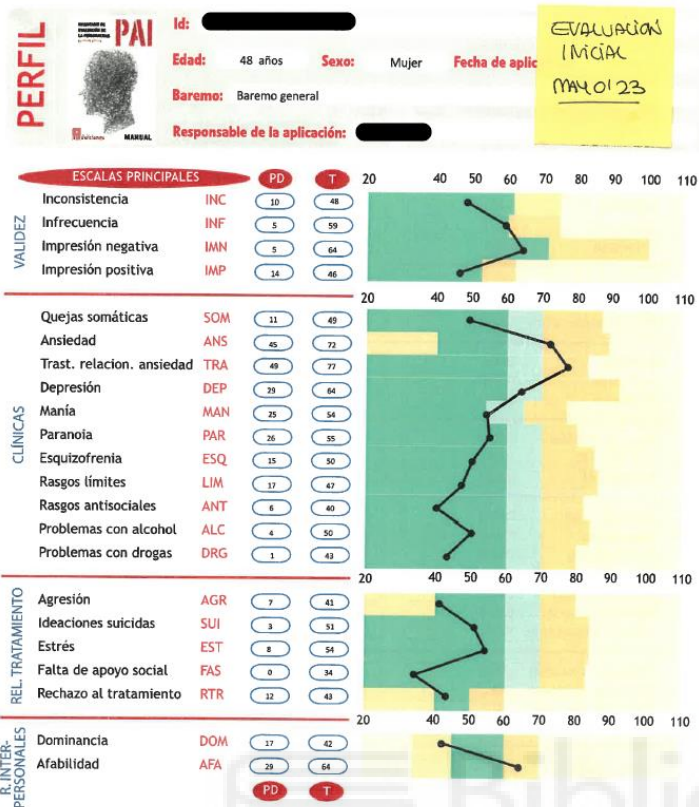 PERFIL
PAI
MANUAL
Id:
Edad: 48 años Sexo: Mujer Fecha de aplic
Baremo: Baremo general
Responsable de la aplicación:
EVALUACIÓN
INICIAL
MAYO'23
ESCALAS PRINCIPALES PD T 20 30 40 50 60 70 80 90 100 110
VALIDEZ
Inconsistencia INC 10 48
Infrecuencia INF 5 59
Impresión negativa IMN 5 64
Impresión positiva IMP 14 46
20 30 40 50 60 70 80 90 100 110
CLÍNICAS
Quejas somáticas SOM 11 49
Ansiedad ANS 45 72
Trast. relacion. ansiedad TRA 49 77
Depresión DEP 29 64
Manía MAN 25 54
Paranoia PAR 26 55
Esquizofrenia ESQ 15 50
Rasgos límites LIM 17 47
Rasgos antisociales ANT 6 40
Problemas con alcohol ALC 4 50
Problemas con drogas DRG 1 43
20 30 40 50 60 70 80 90 100 110
REL. TRATAMIENTO
Agresión AGR 7 41
Ideaciones suicidas SUI 3 51
Estrés EST 8 54
Falta de apoyo social FAS 0 34
Rechazo al tratamiento RTR 12 43
20 30 40 50 60 70 80 90 100 110
R. INTER-
PERSONALES
Dominancia DOM 17 42
Afabilidad AFA 29 64
PD T
Bibli